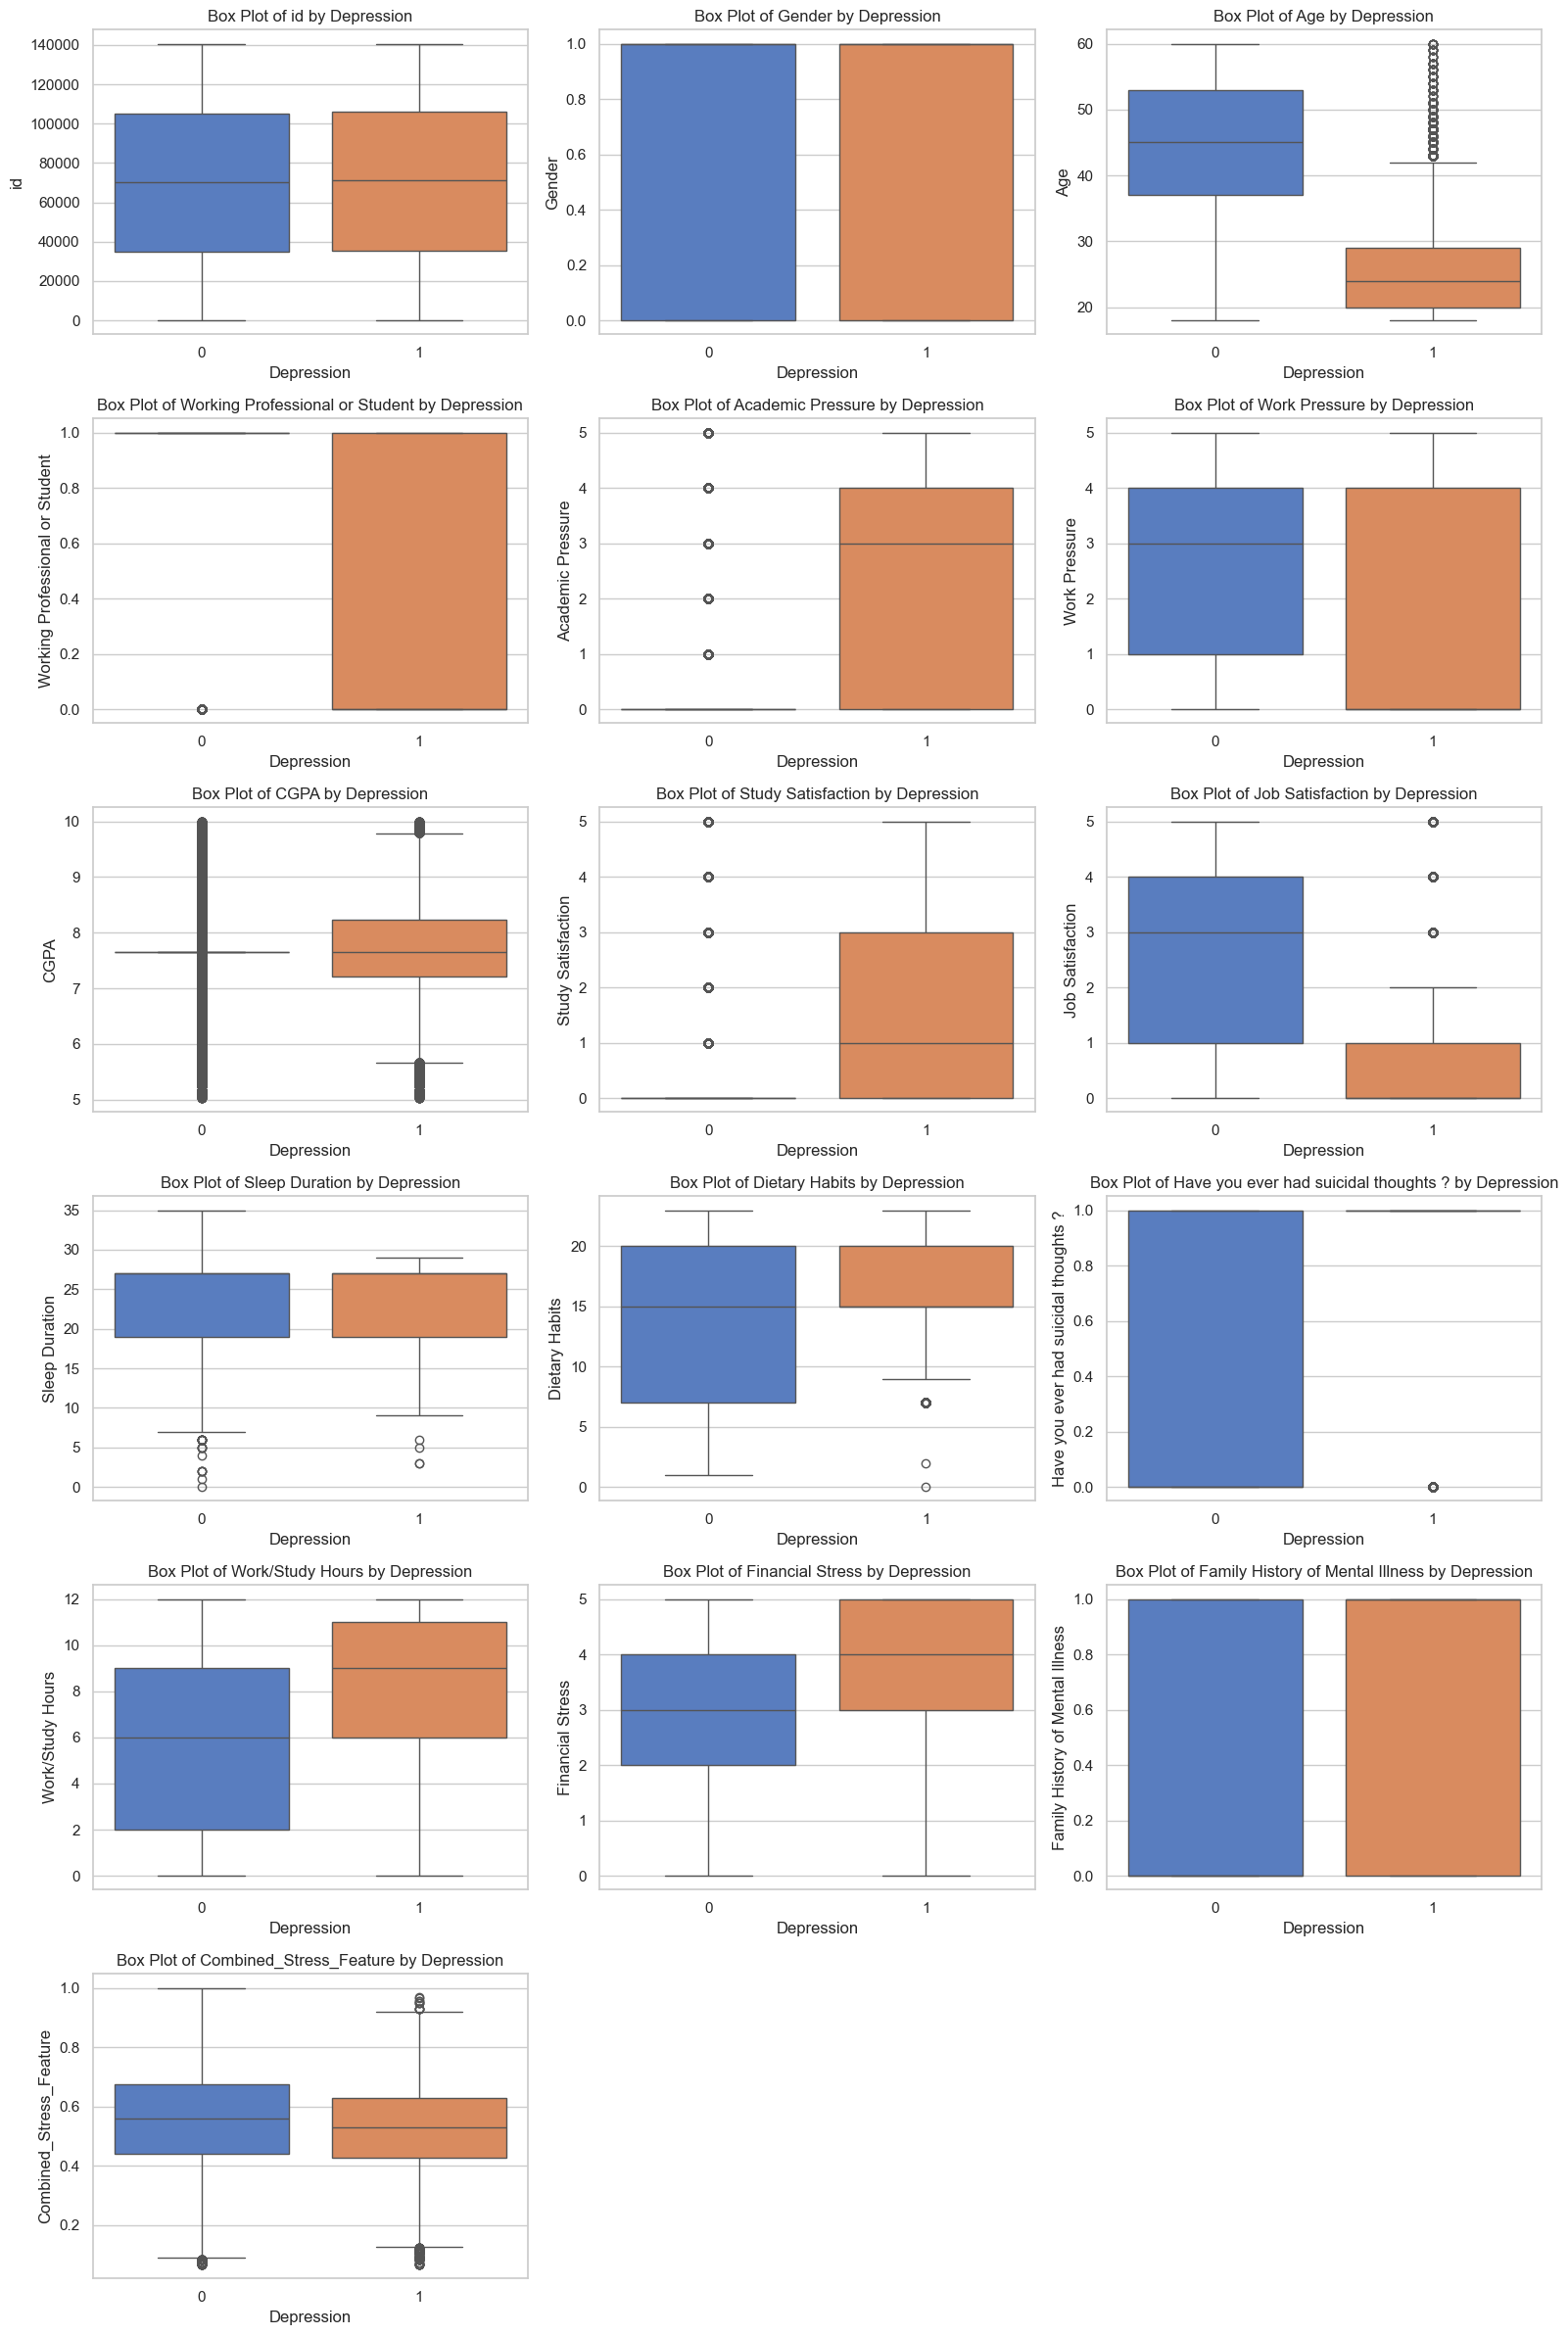 Box Plot of id by Depression
140000
120000
100000
80000
60000
40000
20000
0
id
0 1
Depression
Box Plot of Gender by Depression
1.0
0.8
0.6
0.4
0.2
0.0
Gender
0 1
Depression
Box Plot of Age by Depression
60
50
40
30
20
Age
0 1
Depression
Box Plot of Working Professional or Student by Depression
1.0
0.8
0.6
0.4
0.2
0.0
Working Professional or Student
0 1
Depression
Box Plot of Academic Pressure by Depression
5
4
3
2
1
0
Academic Pressure
0 1
Depression
Box Plot of Work Pressure by Depression
5
4
3
2
1
0
Work Pressure
0 1
Depression
Box Plot of CGPA by Depression
10
9
8
7
6
5
CGPA
0 1
Depression
Box Plot of Study Satisfaction by Depression
5
4
3
2
1
0
Study Satisfaction
0 1
Depression
Box Plot of Job Satisfaction by Depression
5
4
3
2
1
0
Job Satisfaction
0 1
Depression
Box Plot of Sleep Duration by Depression
35
30
25
20
15
10
5
0
Sleep Duration
0 1
Depression
Box Plot of Dietary Habits by Depression
20
15
10
5
0
Dietary Habits
0 1
Depression
Box Plot of Have you ever had suicidal thoughts ? by Depression
1.0
0.8
0.6
0.4
0.2
0.0
Have you ever had suicidal thoughts ?
0 1
Depression
Box Plot of Work/Study Hours by Depression
12
10
8
6
4
2
0
Work/Study Hours
0 1
Depression
Box Plot of Financial Stress by Depression
5
4
3
2
1
0
Financial Stress
0 1
Depression
Box Plot of Family History of Mental Illness by Depression
1.0
0.8
0.6
0.4
0.2
0.0
Family History of Mental Illness
0 1
Depression
Box Plot of Combined_Stress_Feature by Depression
1.0
0.8
0.6
0.4
0.2
Combined_Stress_Feature
0 1
Depression